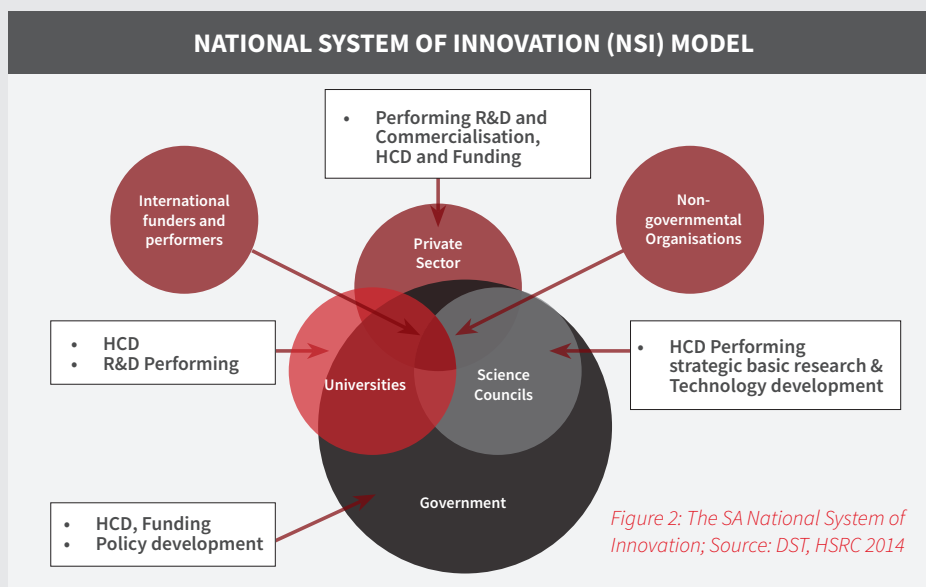 NATIONAL SYSTEM OF INNOVATION (NSI) MODEL
• Performing R&D and
Commercialisation,
HCD and Funding
International
funders and
performers
Non-
governmental
Organisations
Private
Sector
• HCD
• R&D Performing
• HCD Performing
strategic basic research &
Technology development
Universities
Science
Councils
Government
• HCD, Funding
• Policy development
Figure 2: The SA National System of
Innovation; Source: DST, HSRC 2014